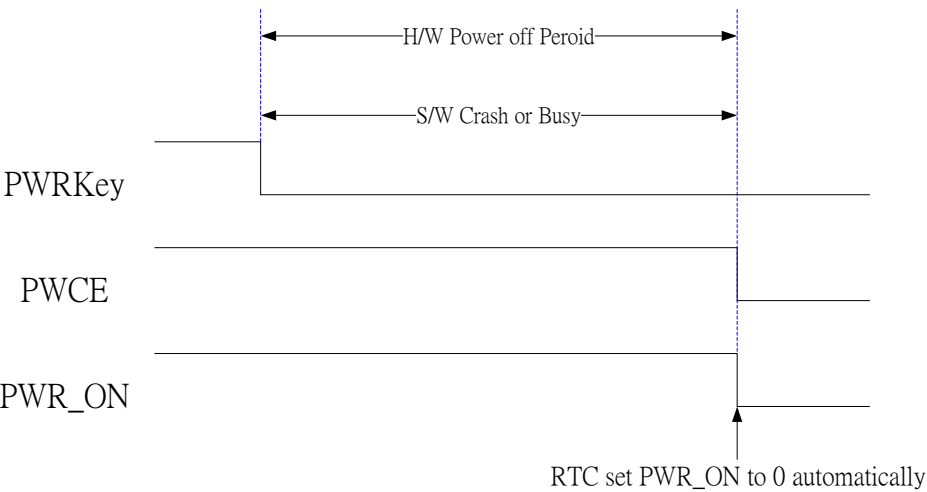 H/W Power off Peroid
S/W Crash or Busy
PWRKey
PWCE
PWR_ON
RTC set PWR_ON to 0 automatically